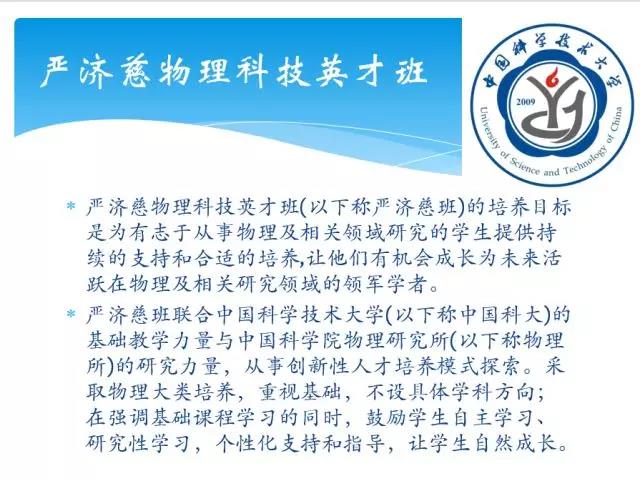 严济慈物理科技英才班
中国科学技术大学
2009
University of Science and Technology of China
* 严济慈物理科技英才班(以下称严济慈班)的培养目标
是为有志于从事物理及相关领域研究的学生提供持
续的支持和合适的培养,让他们有机会成长为未来活
跃在物理及相关研究领域的领军学者。
* 严济慈班联合中国科学技术大学(以下称中国科大)的
基础教学力量与中国科学院物理研究所(以下称物理
所)的研究力量，从事创新性人才培养模式探索。采
取物理大类培养，重视基础，不设具体学科方向；
在强调基础课程学习的同时，鼓励学生自主学习、
研究性学习，个性化支持和指导，让学生自然成长。